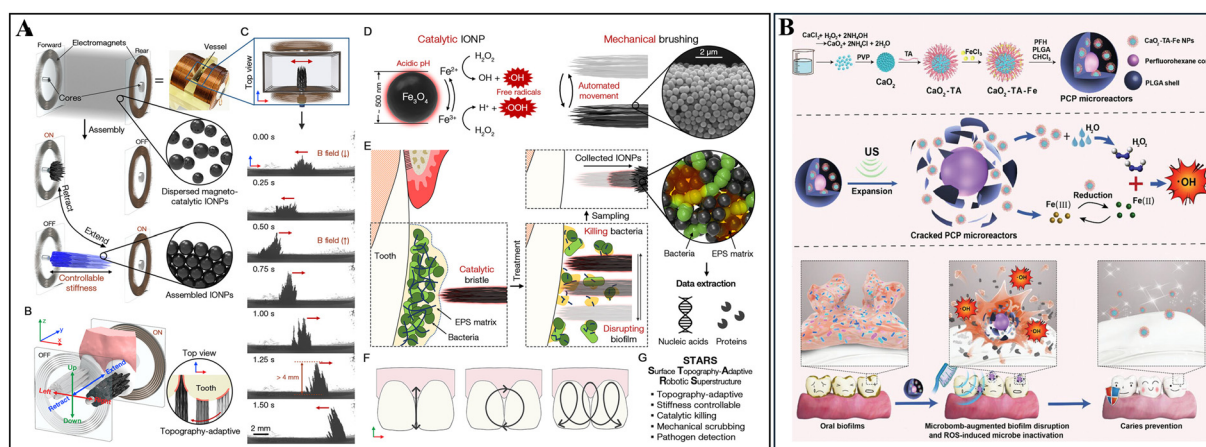 A
Forward
Electromagnets
Rear
Cores
Vessel
Assembly
ON
OFF
Retract
Extend
Dispersed magneto-
catalytic IONPs
OFF
ON
Controllable
stiffness
Assembled IONPs
B
z
y
x
OFF
ON
Up
Left
Extend
Retract
Down
Top view
Tooth
Topography-adaptive
C
Top view
0.00 s
B field (↓)
0.25 s
0.50 s
B field (↑)
0.75 s
1.00 s
1.25 s
> 4 mm
1.50 s
2 mm
D
Catalytic IONP
Acidic pH
~ 500 nm
Fe₃O₄
Fe²⁺
Fe³⁺
H₂O₂
OH + ·OH
Free radicals
H⁺ + ·OOH
H₂O₂
Mechanical brushing
Automated
movement
2 μm
E
Tooth
EPS matrix
Bacteria
Catalytic
bristle
Treatment
Collected IONPs
Sampling
Killing bacteria
Disrupting
biofilm
Bacteria
EPS matrix
Data extraction
Nucleic acids
Proteins
F
G
STARS
Surface Topography-Adaptive
Robotic Superstructure
▪ Topography-adaptive
▪ Stiffness controllable
▪ Catalytic killing
▪ Mechanical scrubbing
▪ Pathogen detection
B
CaCl₂+ H₂O₂+ 2NH₄OH
→CaO₂+ 2NH₄Cl + 2H₂O
PVP
CaO₂
TA
CaO₂-TA
FeCl₃
CaO₂-TA-Fe
PFH
PLGA
CHCl₃
PCP microreactors
CaO₂-TA-Fe NPs
PLGA shell
US
Expansion
Cracked PCP microreactors
+
H₂O
H₂O₂
+
·OH
Reduction
Fe(III)
Fe(II)
·OH
·OH
·OH
Oral biofilms
Microbomb-augmented biofilm disruption
and ROS-induced microbe inactivation
Caries prevention